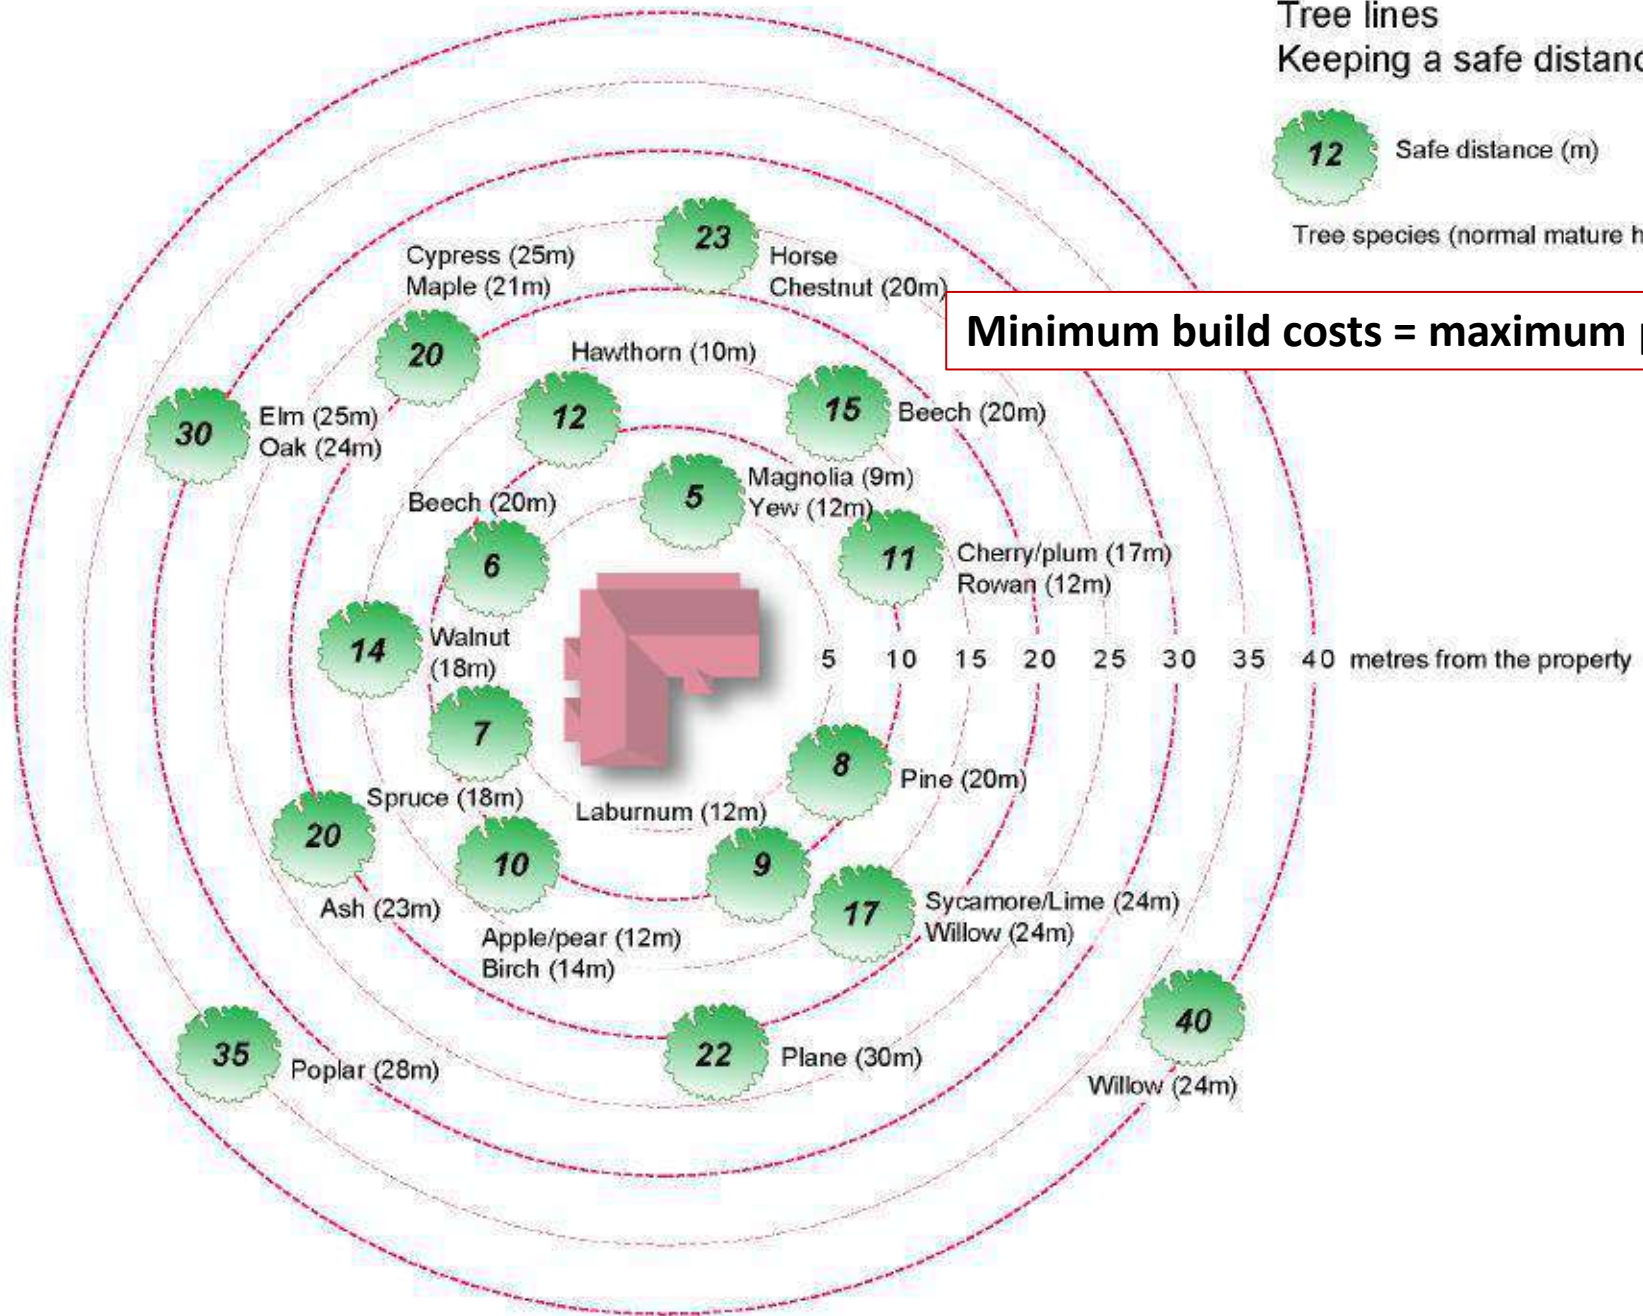 Tree lines
Keeping a safe distanc
12
Safe distance (m)
Tree species (normal mature h
23
Horse
Chestnut (20m)
Cypress (25m)
Maple (21m)
20
Minimum build costs = maximum p
Hawthorn (10m)
12
15
Beech (20m)
30
Elm (25m)
Oak (24m)
5
Magnolia (9m)
Yew (12m)
Beech (20m)
6
11
Cherry/plum (17m)
Rowan (12m)
14
Walnut
(18m)
5 10 15 20 25 30 35 40 metres from the property
7
Spruce (18m)
8
Pine (20m)
Laburnum (12m)
20
Ash (23m)
10
Apple/pear (12m)
Birch (14m)
9
17
Sycamore/Lime (24m)
Willow (24m)
35
Poplar (28m)
22
Plane (30m)
40
Willow (24m)